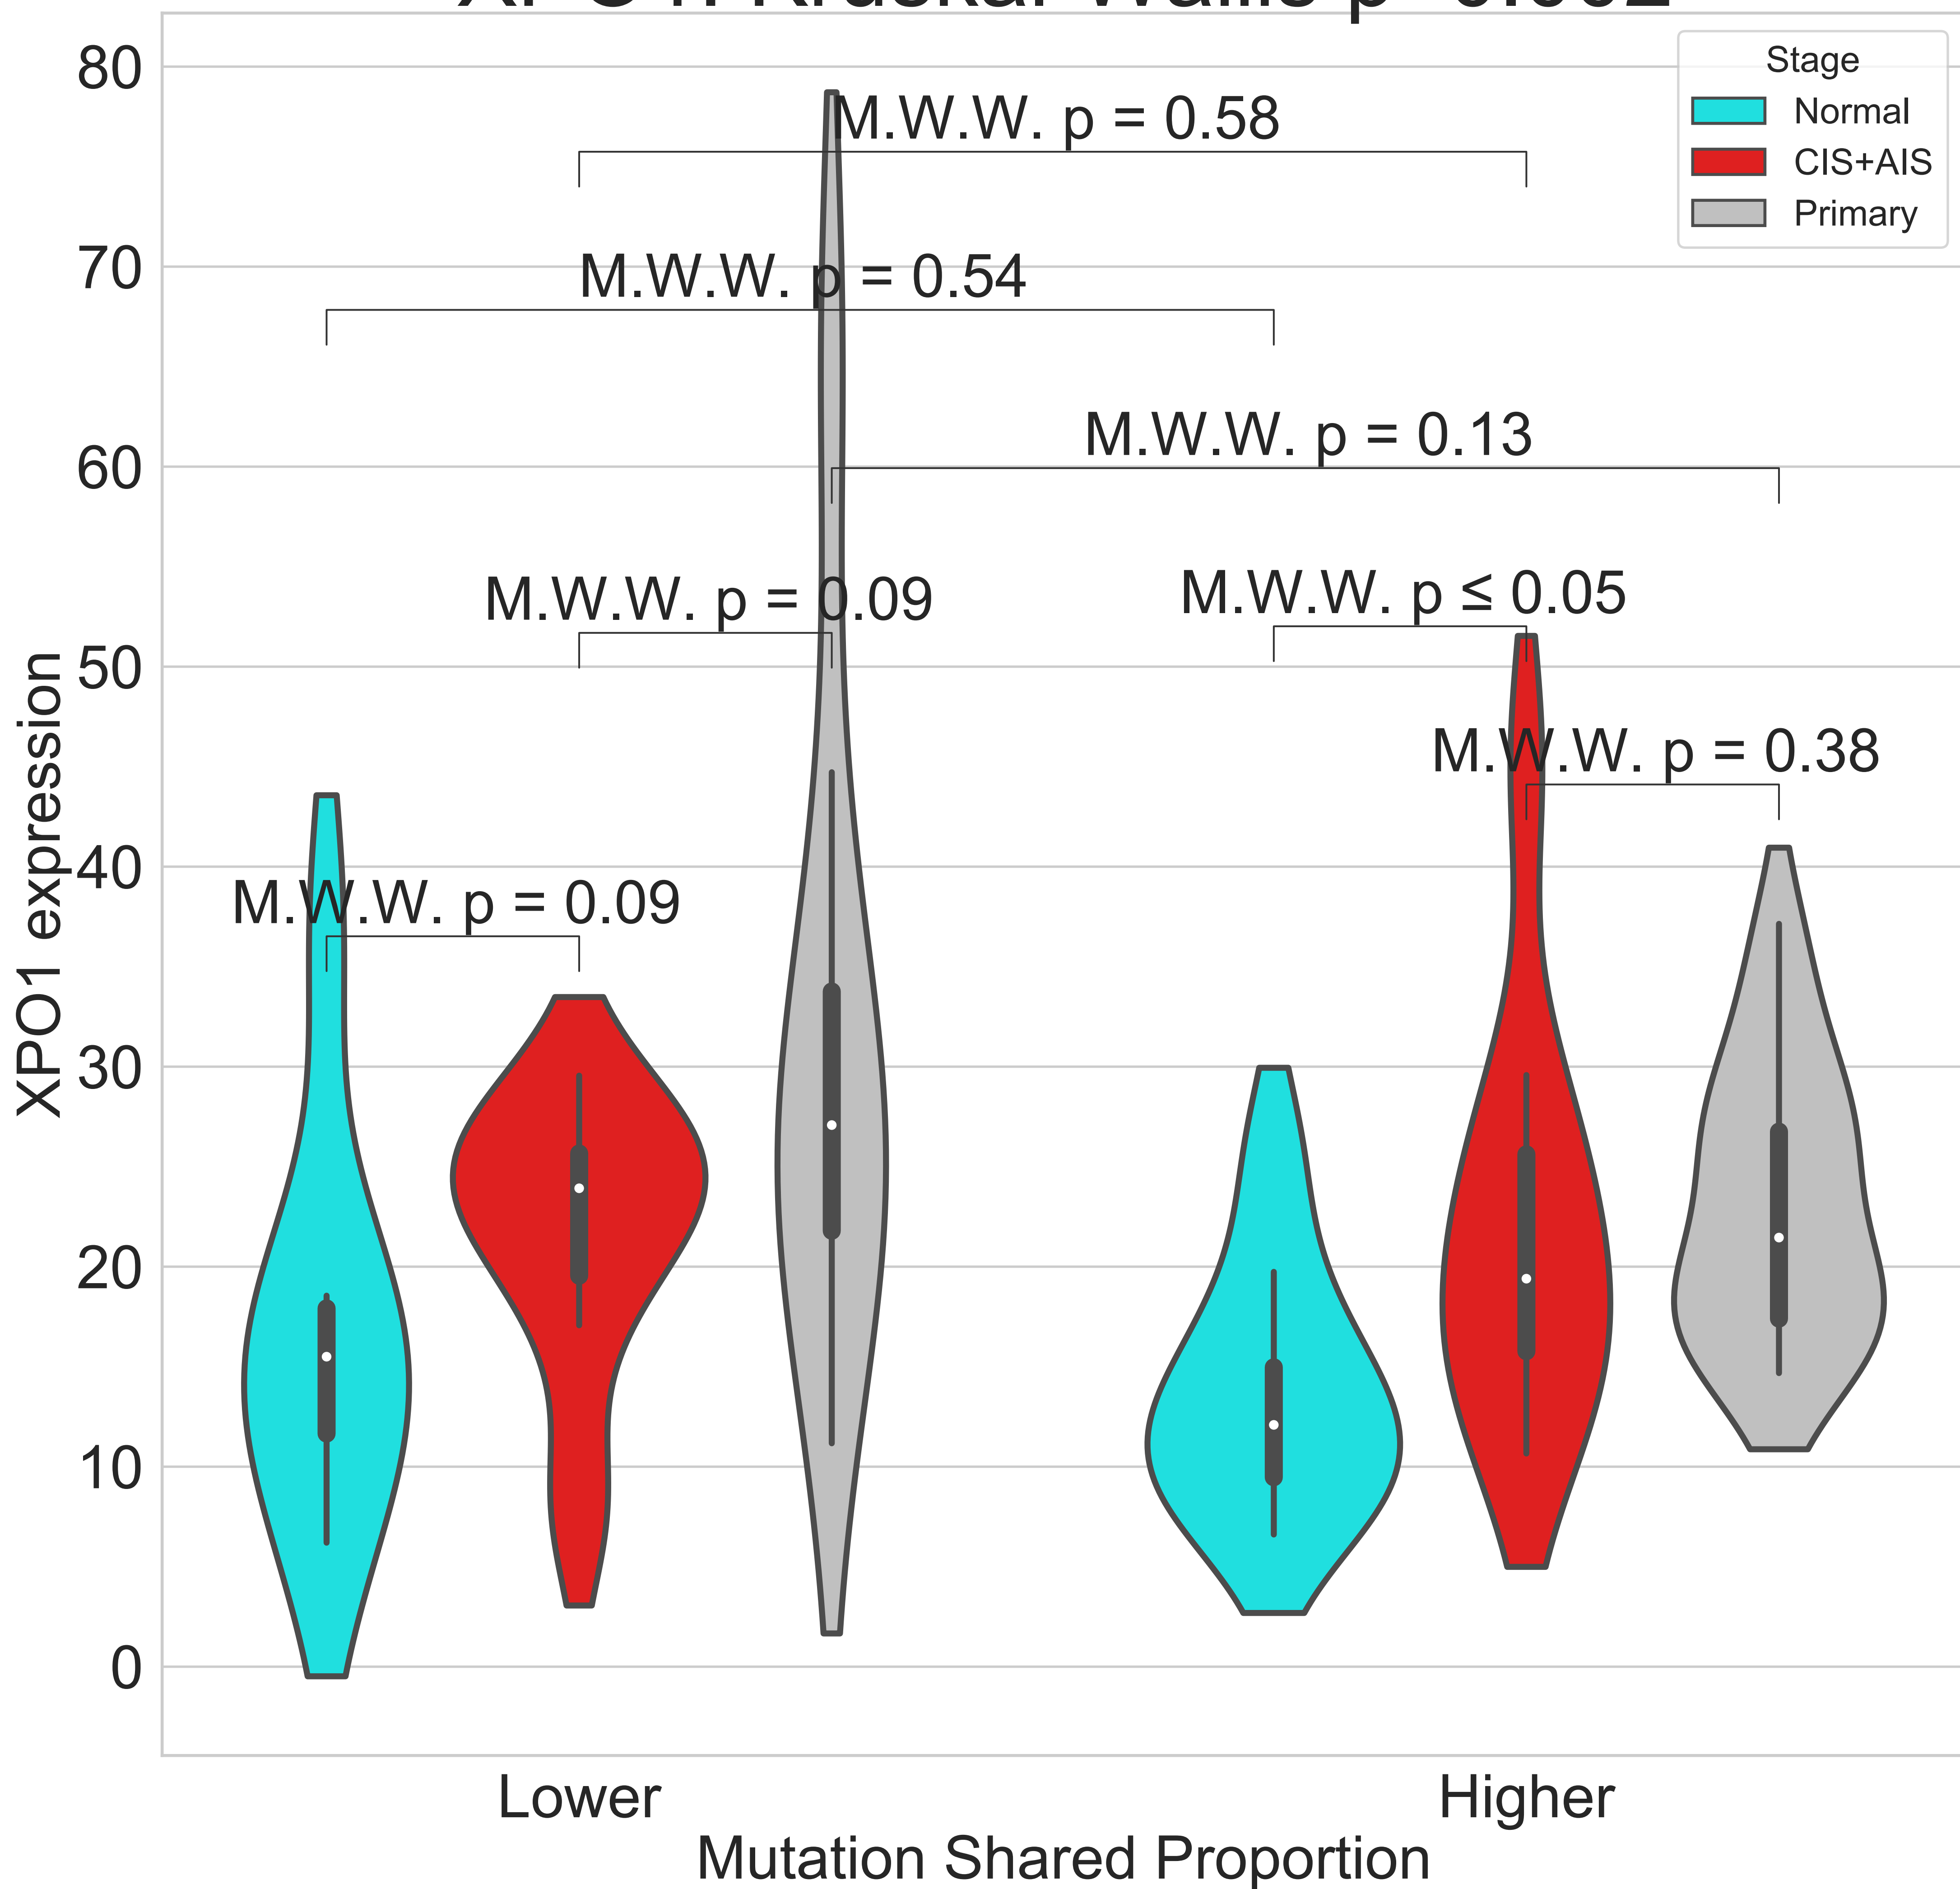 80
70
60
50
40
30
20
10
0
XPO1 expression
Stage
Normal
CIS+AIS
Primary
M.W.W. p = 0.58
M.W.W. p = 0.54
M.W.W. p = 0.13
M.W.W. p = 0.09
M.W.W. p ≤ 0.05
M.W.W. p = 0.38
M.W.W. p = 0.09
Lower
Higher
Mutation Shared Proportion